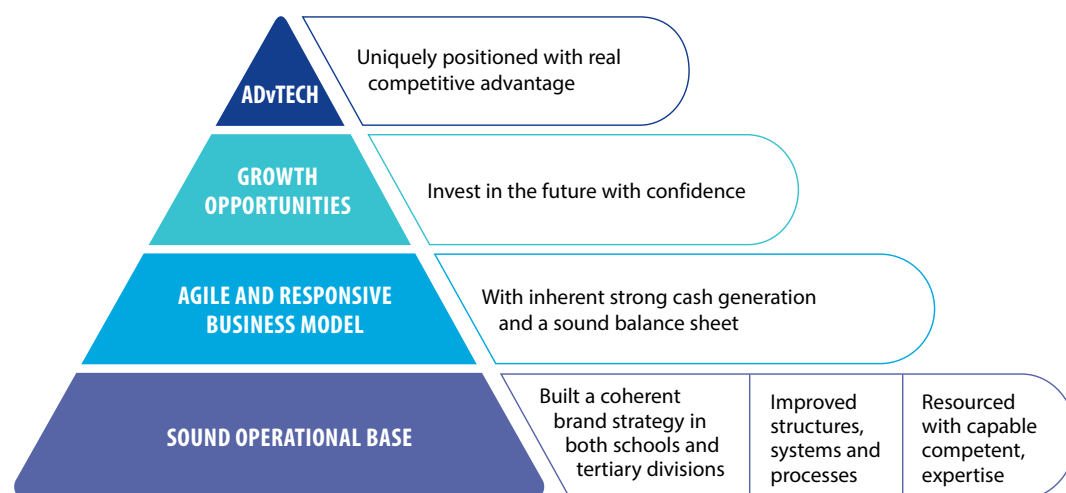 ADvTECH
Uniquely positioned with real
competitive advantage
GROWTH
OPPORTUNITIES
Invest in the future with confidence
AGILE AND RESPONSIVE
BUSINESS MODEL
With inherent strong cash generation
and a sound balance sheet
SOUND OPERATIONAL BASE
Built a coherent
brand strategy in
both schools and
tertiary divisions
Improved
structures,
systems and
processes
Resourced
with capable
competent,
expertise